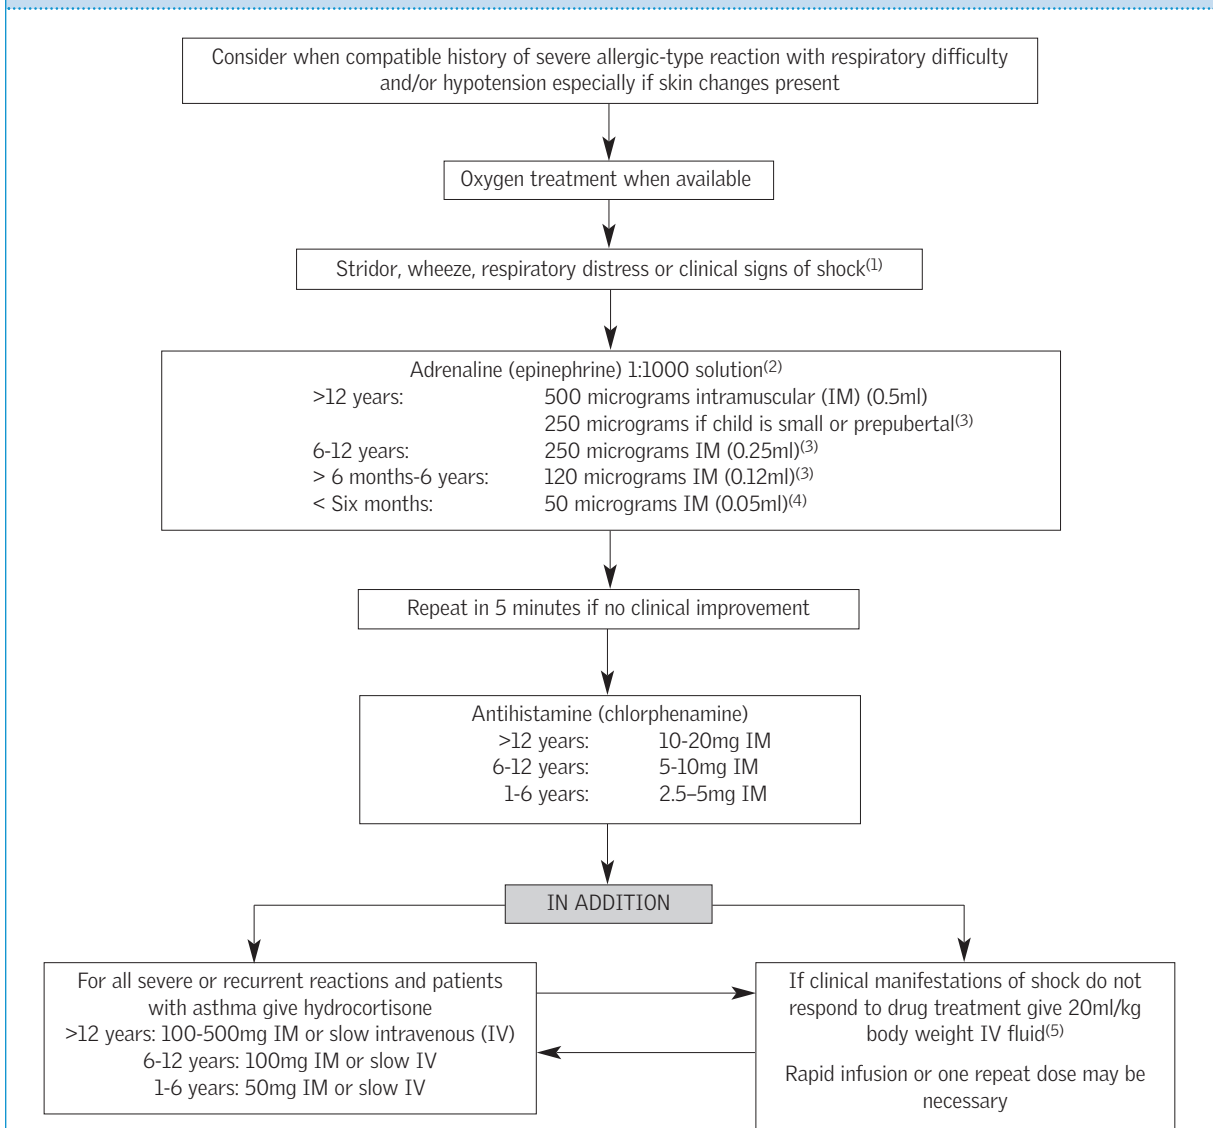 Consider when compatible history of severe allergic-type reaction with respiratory difficulty
and/or hypotension especially if skin changes present
Oxygen treatment when available
Stridor, wheeze, respiratory distress or clinical signs of shock(1)
Adrenaline (epinephrine) 1:1000 solution(2)
>12 years: 500 micrograms intramuscular (IM) (0.5ml)
250 micrograms if child is small or prepubertal(3)
6-12 years: 250 micrograms IM (0.25ml)(3)
> 6 months-6 years: 120 micrograms IM (0.12ml)(3)
< Six months: 50 micrograms IM (0.05ml)(4)
Repeat in 5 minutes if no clinical improvement
Antihistamine (chlorphenamine)
>12 years: 10-20mg IM
6-12 years: 5-10mg IM
1-6 years: 2.5–5mg IM
IN ADDITION
For all severe or recurrent reactions and patients
with asthma give hydrocortisone
>12 years: 100-500mg IM or slow intravenous (IV)
6-12 years: 100mg IM or slow IV
1-6 years: 50mg IM or slow IV
If clinical manifestations of shock do not
respond to drug treatment give 20ml/kg
body weight IV fluid(5)
Rapid infusion or one repeat dose may be
necessary